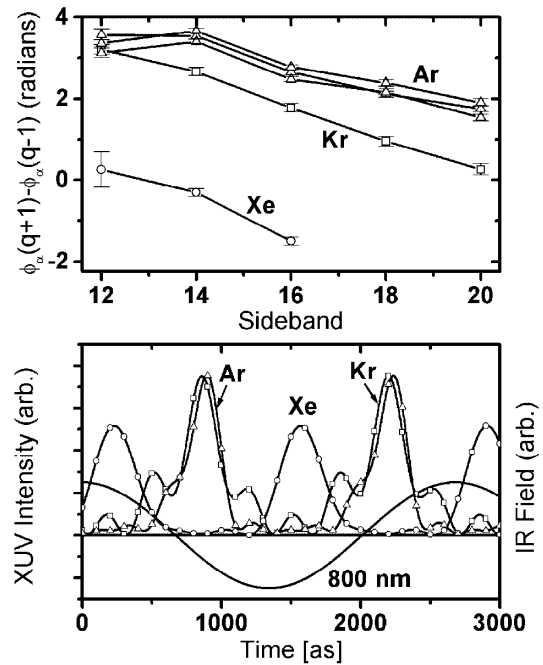 ϕα(q+1)-ϕα(q-1) (radians)
4
2
0
-2
Ar
Kr
Xe
12 14 16 18 20
Sideband
XUV Intensity (arb.)
Ar
Xe
Kr
800 nm
IR Field (arb.)
0 1000 2000 3000
Time [as]